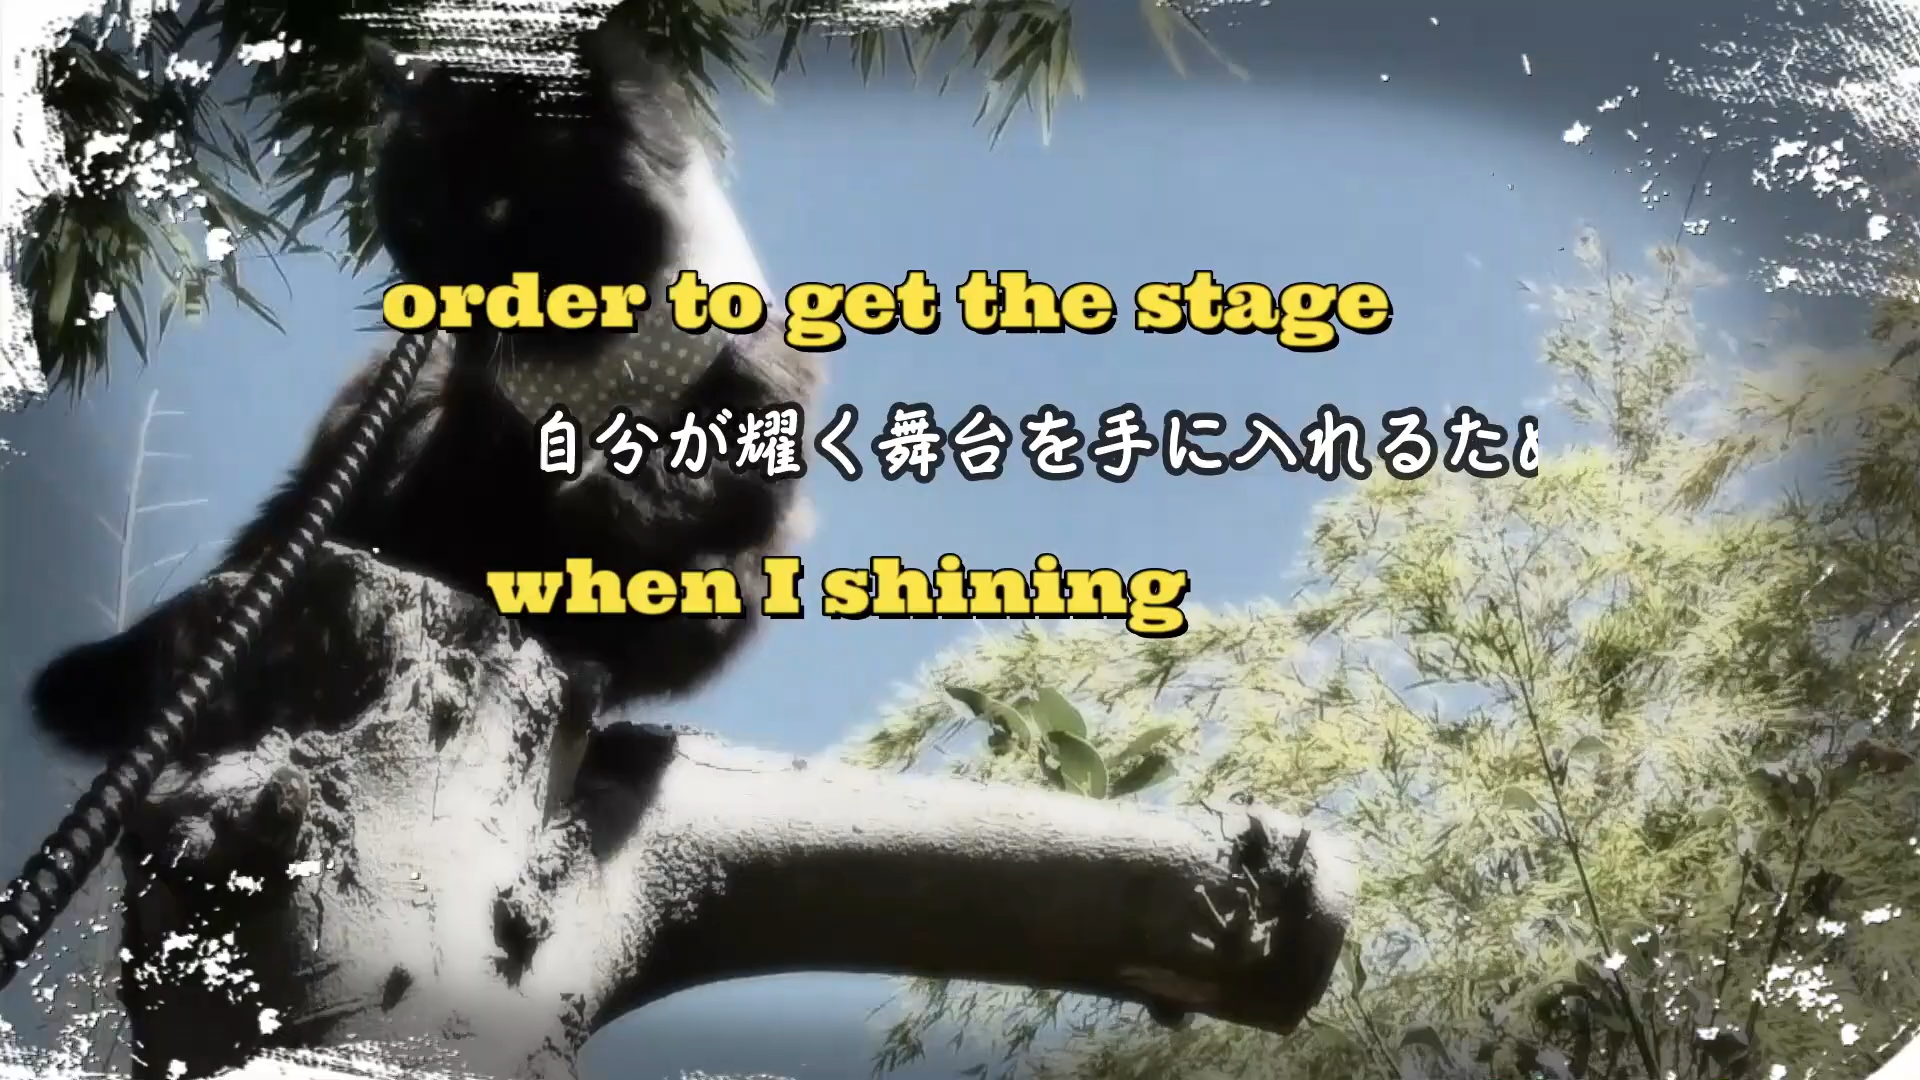 order to get the stage
自分が耀く舞台を手に入れるため
when I shining